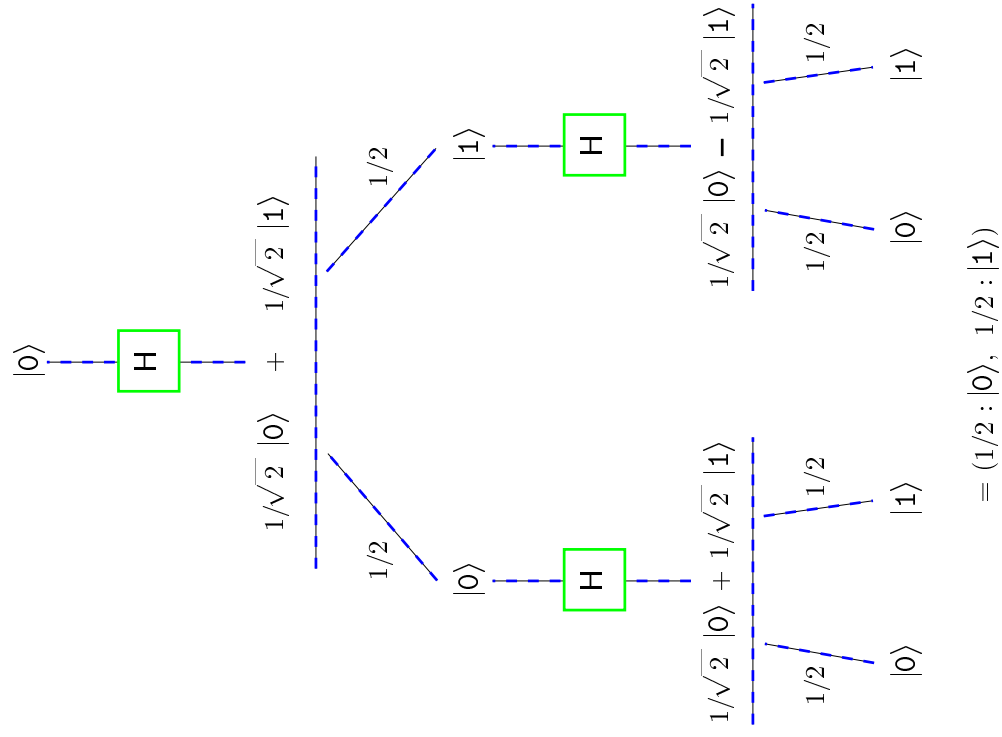 |0⟩
H
1/√2 |0⟩ + 1/√2 |1⟩
1/2 1/2
|0⟩ |1⟩
H H
1/√2 |0⟩ + 1/√2 |1⟩ 1/√2 |0⟩ − 1/√2 |1⟩
1/2 1/2 1/2 1/2
|0⟩ |1⟩ |0⟩ |1⟩
= (1/2 : |0⟩, 1/2 : |1⟩)